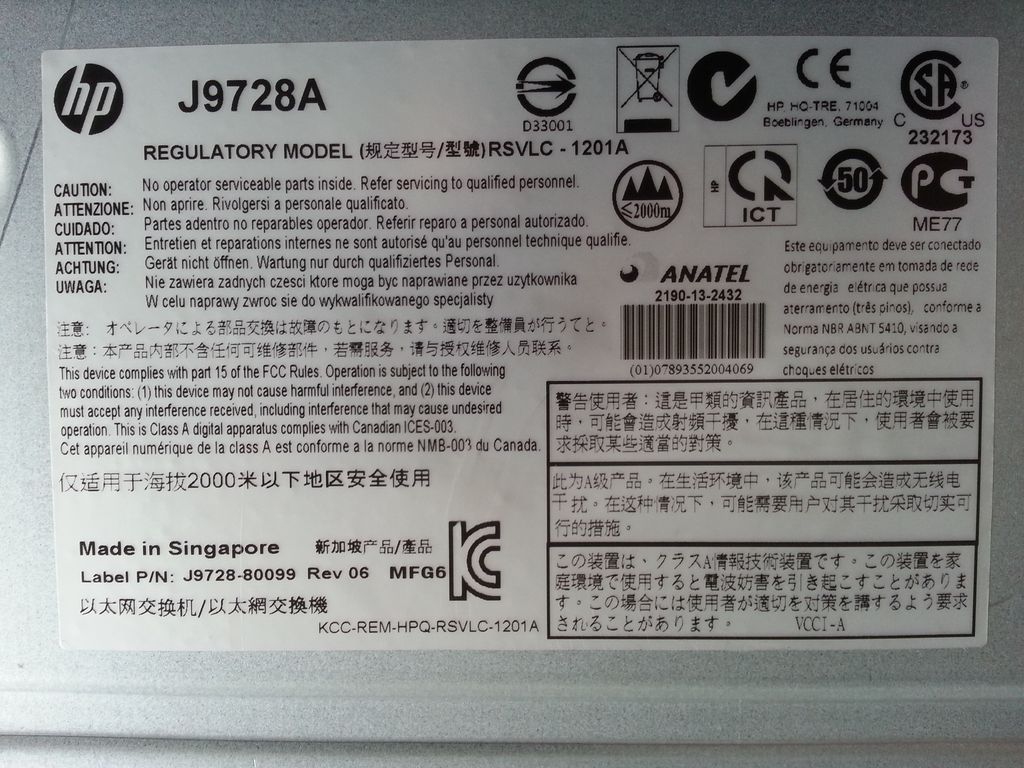 hp
J9728A
D33001
CE
HP, HQ-TRE, 71004
Boeblingen, Germany
SA
C US
232173
REGULATORY MODEL (规定型号/型號)RSVLC - 1201A
CAUTION: No operator serviceable parts inside. Refer servicing to qualified personnel.
ATTENZIONE: Non aprire. Rivolgersi a personale qualificato.
CUIDADO: Partes adentro no reparables operador. Referir reparo a personal autorizado.
ATTENTION: Entretien et reparations internes ne sont autorisé qu'au personnel technique qualifie.
ACHTUNG: Gerät nicht öffnen. Wartung nur durch qualifiziertes Personal.
UWAGA: Nie zawiera zadnych czesci ktore moga byc naprawiane przez uzytkownika
W celu naprawy zwroc sie do wykwalifikowanego specjalisty
≤2000m
HP
ICT
50
PCT
ME77
ANATEL
2190-13-2432
(01)07893552004069
Este equipamento deve ser conectado
obrigatoriamente em tomada de rede
de energia elétrica que possua
aterramento (três pinos), conforme a
Norma NBR ABNT 5410, visando a
segurança dos usuários contra
choques elétricos
注意: オペレータによる部品交換は故障のもとになります。適切を整備員が行うてと。
注意：本产品内部不含任何可维修部件，若需服务，请与授权维修人员联系。
This device complies with part 15 of the FCC Rules. Operation is subject to the following
two conditions: (1) this device may not cause harmful interference, and (2) this device
must accept any interference received, including interference that may cause undesired
operation. This is Class A digital apparatus complies with Canadian ICES-003.
Cet appareil numérique de la class A est conforme a la norme NMB-003 du Canada.
仅适用于海拔2000米以下地区安全使用
警告使用者：這是甲類的資訊產品，在居住的環境中使用
時，可能會造成射頻干擾，在這種情況下，使用者會被要
求採取某些適當的對策。
此为A级产品。在生活环境中，该产品可能会造成无线电
干扰。在这种情况下，可能需要用户对其干扰采取切实可
行的措施。
この装置は、クラスA情報技術装置です。この装置を家
庭環境で使用すると電波妨害を引き起こすことがありま
す。この場合には使用者が適切を対策を講するよう要求
されることがあります。 VCCI-A
Made in Singapore 新加坡产品/產品
Label P/N: J9728-80099 Rev 06 MFG6
以太网交换机/以太網交換機
KCC-REM-HPQ-RSVLC-1201A